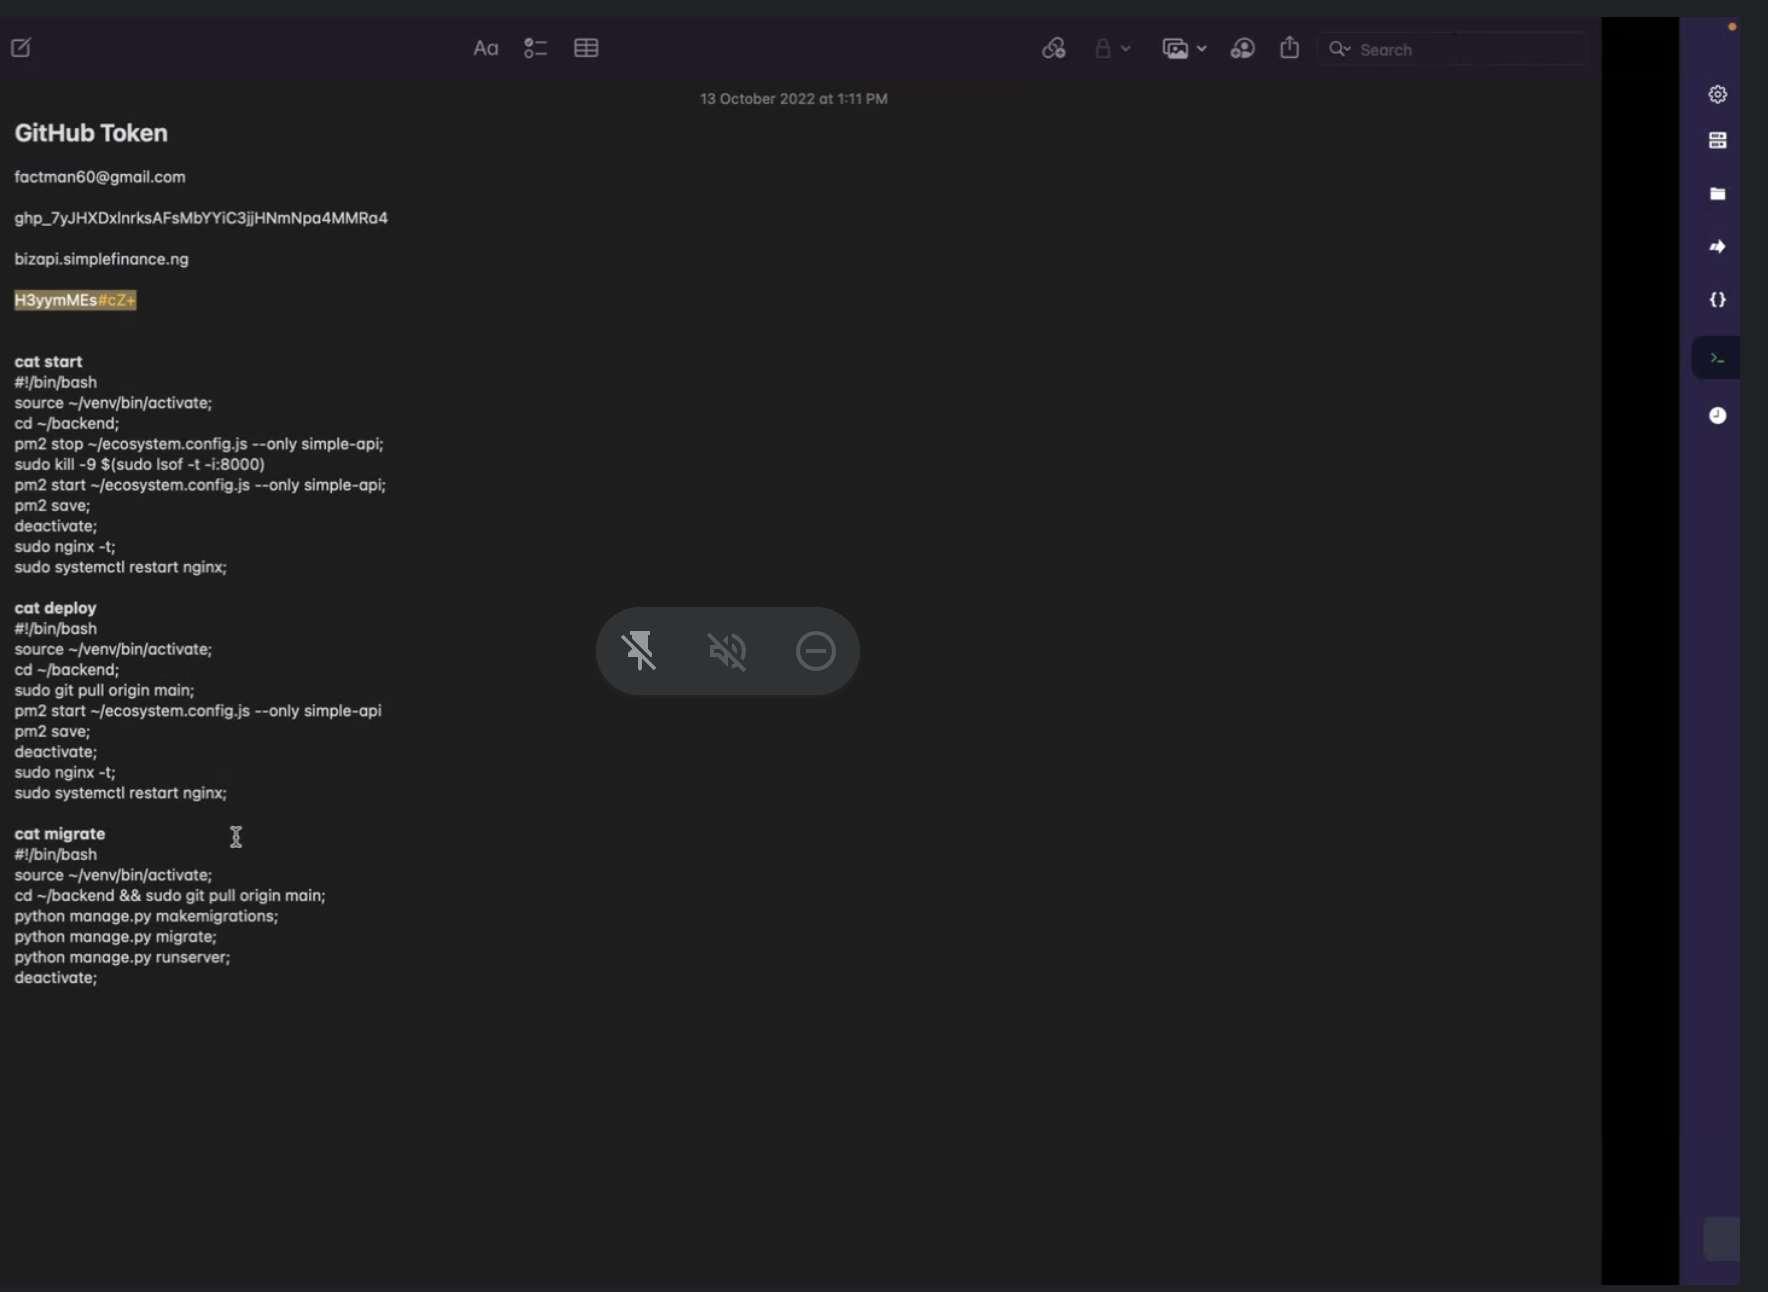 Aa
Search
13 October 2022 at 1:11 PM
GitHub Token
factman60@gmail.com
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
bizapi.simplefinance.ng
H3yymMEs#cZ+
cat start
#!/bin/bash
source ~/venv/bin/activate;
cd ~/backend;
pm2 stop ~/ecosystem.config.js --only simple-api;
sudo kill -9 $(sudo lsof -t -i:8000)
pm2 start ~/ecosystem.config.js --only simple-api;
pm2 save;
deactivate;
sudo nginx -t;
sudo systemctl restart nginx;
cat deploy
#!/bin/bash
source ~/venv/bin/activate;
cd ~/backend;
sudo git pull origin main;
pm2 start ~/ecosystem.config.js --only simple-api
pm2 save;
deactivate;
sudo nginx -t;
sudo systemctl restart nginx;
cat migrate
#!/bin/bash
source ~/venv/bin/activate;
cd ~/backend && sudo git pull origin main;
python manage.py makemigrations;
python manage.py migrate;
python manage.py runserver;
deactivate;